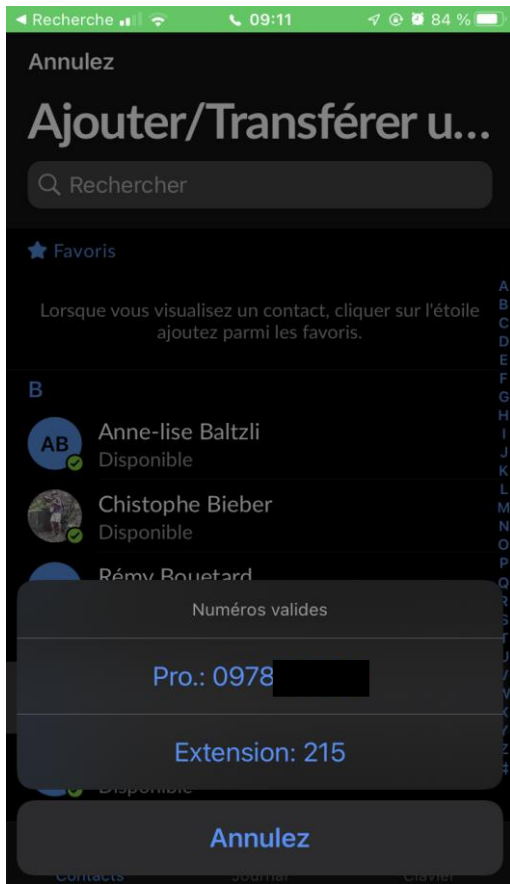 Recherche 09:11 84 %
Annulez
Ajouter/Transférer u...
Rechercher
Favoris
Lorsque vous visualisez un contact, cliquer sur l'étoile
ajoutez parmi les favoris.
B
AB Anne-lise Baltzli
Disponible
Chistophe Bieber
Disponible
Rémy Bouetard
Numéros valides
Pro.: 0978
Extension: 215
Disponible
Annulez
Contacts Journal Clavier
A
B
C
D
E
F
G
H
I
J
K
L
M
N
O
P
Q
R
S
T
U
V
W
X
Y
Z
#